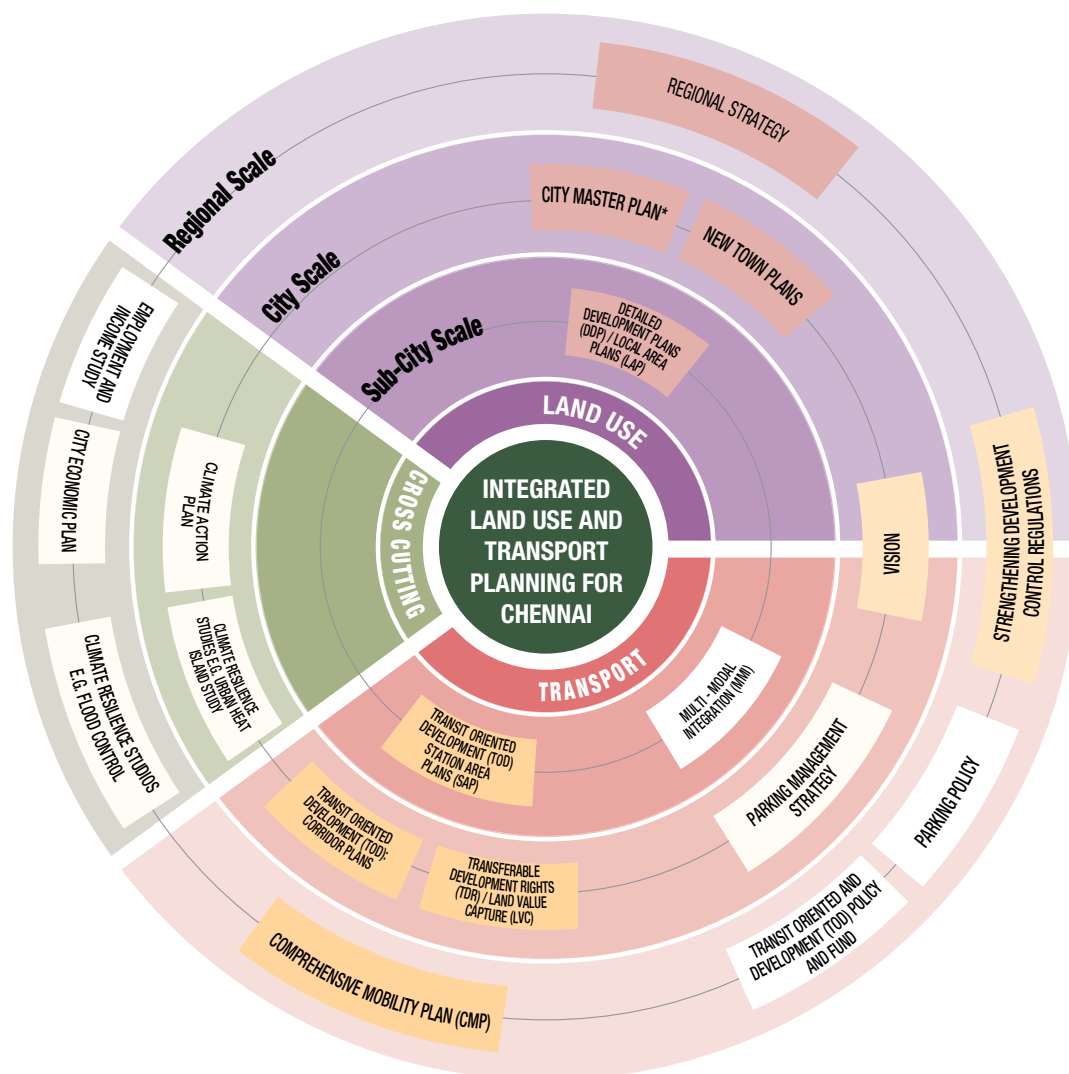 REGIONAL STRATEGY
Regional Scale
CITY MASTER PLAN*
NEW TOWN PLANS
City Scale
DETAILED
DEVELOPMENT PLANS
(DDP) / LOCAL AREA
PLANS (LAP)
Sub-City Scale
LAND USE
EMPLOYMENT AND
INCOME STUDY
CITY ECONOMIC PLAN
CLIMATE ACTION
PLAN
CROSS CUTTING
INTEGRATED
LAND USE AND
TRANSPORT
PLANNING FOR
CHENNAI
VISION
STRENGTHENING DEVELOPMENT
CONTROL REGULATIONS
CLIMATE RESILIENCE STUDIOS
E.G. FLOOD CONTROL
CLIMATE RESILIENCE
STUDIES E.G. URBAN HEAT
ISLAND STUDY
TRANSPORT
MULTI - MODAL
INTEGRATION (MMI)
TRANSIT ORIENTED
DEVELOPMENT (TOD)
STATION AREA
PLANS (SAP)
PARKING MANAGEMENT
STRATEGY
PARKING POLICY
TRANSIT ORIENTED
DEVELOPMENT (TOD):
CORRIDOR PLANS
TRANSFERABLE
DEVELOPMENT RIGHTS
(TDR) / LAND VALUE
CAPTURE (LVC)
TRANSIT ORIENTED AND
DEVELOPMENT (TOD) POLICY
AND FUND
COMPREHENSIVE MOBILITY PLAN (CMP)